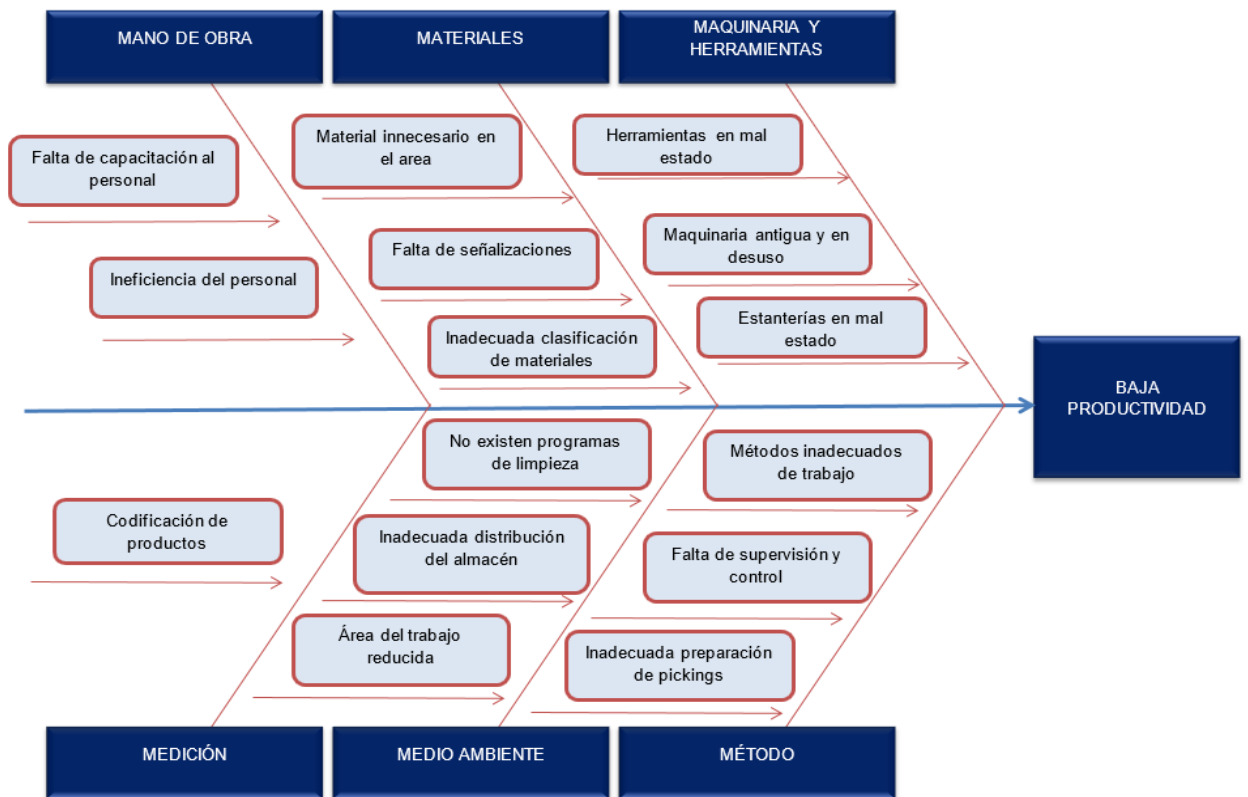 MANO DE OBRA
MATERIALES
MAQUINARIA Y
HERRAMIENTAS
Falta de capacitación al
personal
Ineficiencia del personal
Material innecesario en
el area
Falta de señalizaciones
Inadecuada clasificación
de materiales
Herramientas en mal
estado
Maquinaria antigua y en
desuso
Estanterías en mal
estado
BAJA
PRODUCTIVIDAD
Codificación de
productos
No existen programas
de limpieza
Inadecuada distribución
del almacén
Área del trabajo
reducida
Métodos inadecuados
de trabajo
Falta de supervisión y
control
Inadecuada preparación
de pickings
MEDICIÓN
MEDIO AMBIENTE
MÉTODO